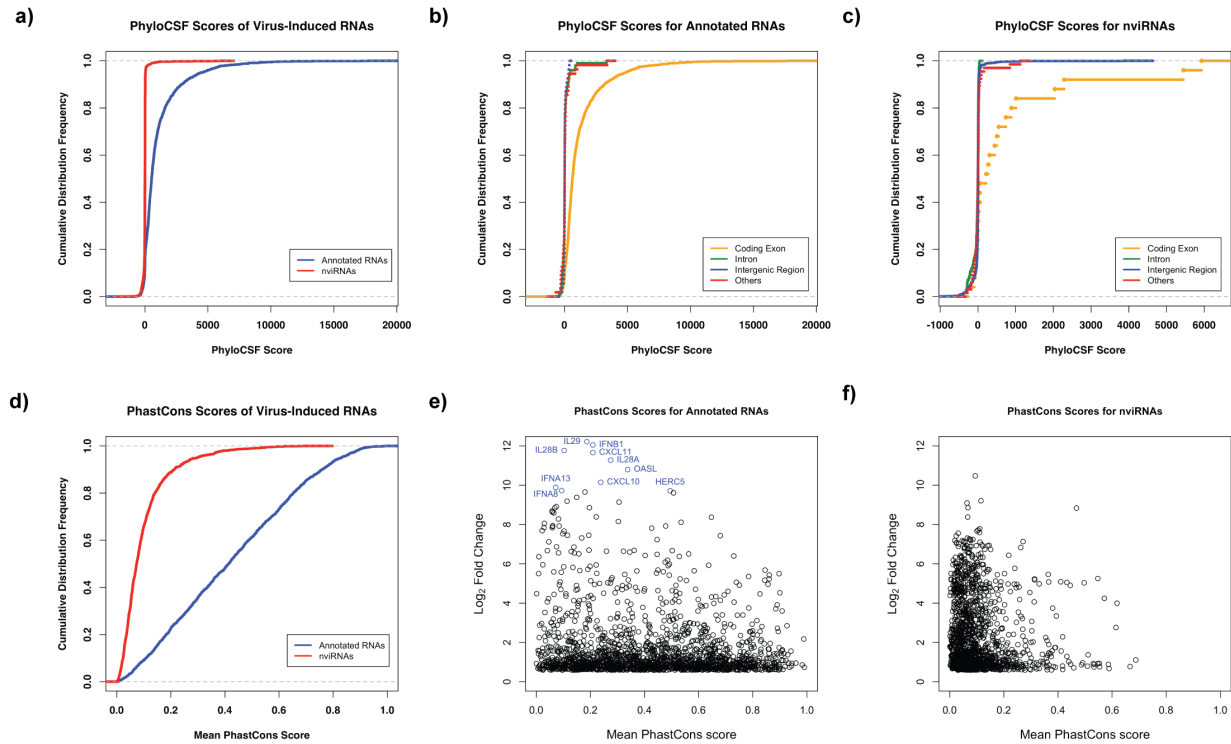 a)
PhyloCSF Scores of Virus-Induced RNAs
Cumulative Distribution Frequency
1.0
0.8
0.6
0.4
0.2
0.0
Annotated RNAs
nviRNAs
0 5000 10000 15000 20000
PhyloCSF Score
b)
PhyloCSF Scores for Annotated RNAs
Cumulative Distribution Frequency
1.0
0.8
0.6
0.4
0.2
0.0
Coding Exon
Intron
Intergenic Region
Others
0 5000 10000 15000 20000
PhyloCSF Score
c)
PhyloCSF Scores for nviRNAs
Cumulative Distribution Frequency
1.0
0.8
0.6
0.4
0.2
0.0
Coding Exon
Intron
Intergenic Region
Others
-1000 0 1000 2000 4000 6000
PhyloCSF Score
d)
PhastCons Scores of Virus-Induced RNAs
Cumulative Distribution Frequency
1.0
0.8
0.6
0.4
0.2
0.0
Annotated RNAs
nviRNAs
0.0 0.2 0.4 0.6 0.8 1.0
Mean PhastCons Score
e)
PhastCons Scores for Annotated RNAs
Log2 Fold Change
12
10
8
6
4
2
0
IL29
IFNB1
IL28B
CXCL11
IL28A
OASL
IFNA13
CXCL10
HERC5
IFNA8
0.0 0.2 0.4 0.6 0.8 1.0
Mean PhastCons score
f)
PhastCons Scores for nviRNAs
Log2 Fold Change
12
10
8
6
4
2
0
0.0 0.2 0.4 0.6 0.8 1.0
Mean PhastCons score